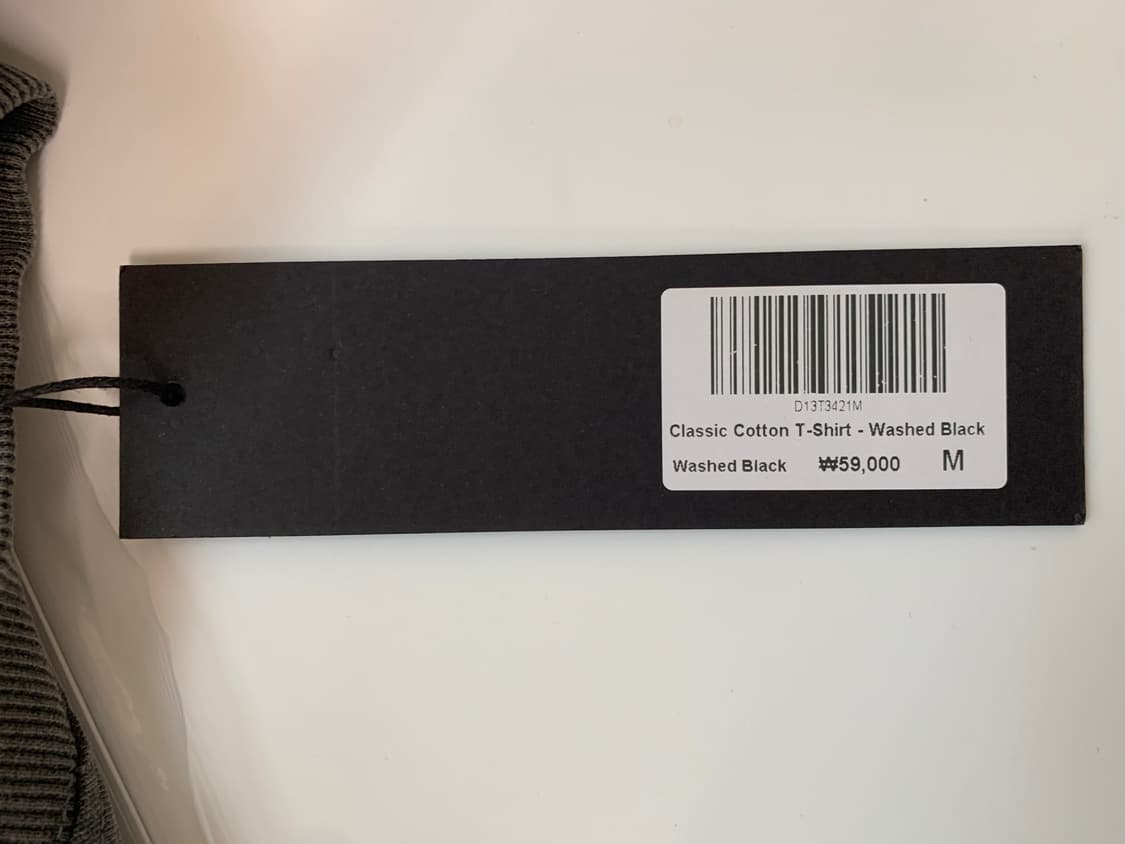 D13T3421M
Classic Cotton T-Shirt - Washed Black
Washed Black ₩59,000 M